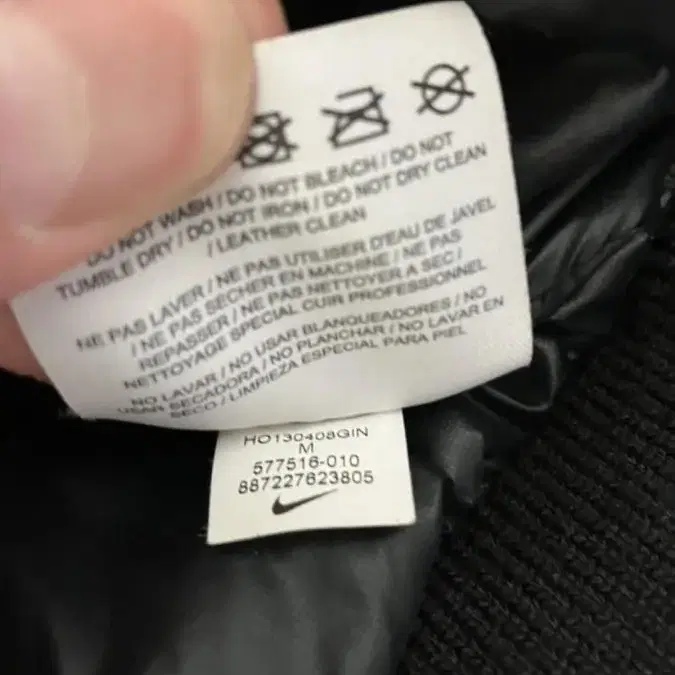 DO NOT WASH / DO NOT BLEACH / DO NOT
TUMBLE DRY / DO NOT IRON / DO NOT DRY CLEAN
/ LEATHER CLEAN
NE PAS LAVER / NE PAS UTILISER D'EAU DE JAVEL
/ NE PAS SÉCHER EN MACHINE / NE PAS
REPASSER / NE PAS NETTOYER A SEC /
NETTOYAGE SPECIAL CUIR PROFESSIONNEL
NO LAVAR / NO USAR BLANQUEADORES / NO
USAR SECADORA / NO PLANCHAR / NO LAVAR EN
SECO / LIMPIEZA ESPECIAL PARA PIEL
HO130408GIN
M
577516-010
887227623805